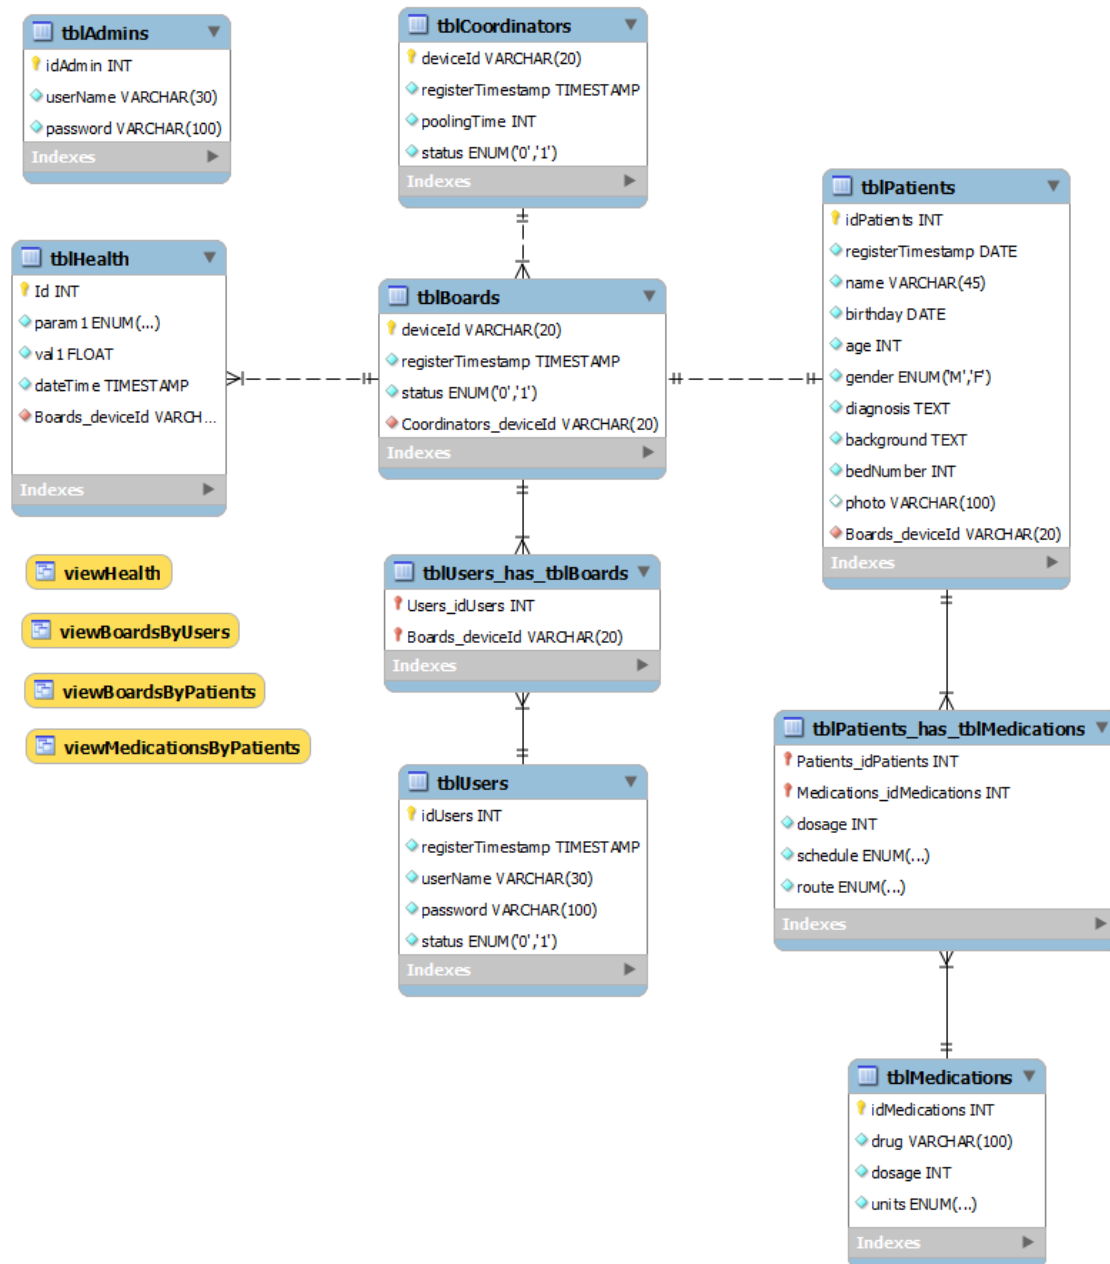 tblAdmins
idAdmin INT
userName VARCHAR(30)
password VARCHAR(100)
Indexes
tblCoordinators
deviceId VARCHAR(20)
registerTimestamp TIMESTAMP
poolingTime INT
status ENUM('0','1')
Indexes
tblPatients
idPatients INT
registerTimestamp DATE
name VARCHAR(45)
birthday DATE
age INT
gender ENUM('M','F')
diagnosis TEXT
background TEXT
bedNumber INT
photo VARCHAR(100)
Boards_deviceId VARCHAR(20)
Indexes
tblHealth
Id INT
param1 ENUM(...)
val1 FLOAT
dateTime TIMESTAMP
Boards_deviceId VARCH...
Indexes
tblBoards
deviceId VARCHAR(20)
registerTimestamp TIMESTAMP
status ENUM('0','1')
Coordinators_deviceId VARCHAR(20)
Indexes
viewHealth
viewBoardsByUsers
viewBoardsByPatients
viewMedicationsByPatients
tblUsers_has_tblBoards
Users_idUsers INT
Boards_deviceId VARCHAR(20)
Indexes
tblUsers
idUsers INT
registerTimestamp TIMESTAMP
userName VARCHAR(30)
password VARCHAR(100)
status ENUM('0','1')
Indexes
tblPatients_has_tblMedications
Patients_idPatients INT
Medications_idMedications INT
dosage INT
schedule ENUM(...)
route ENUM(...)
Indexes
tblMedications
idMedications INT
drug VARCHAR(100)
dosage INT
units ENUM(...)
Indexes